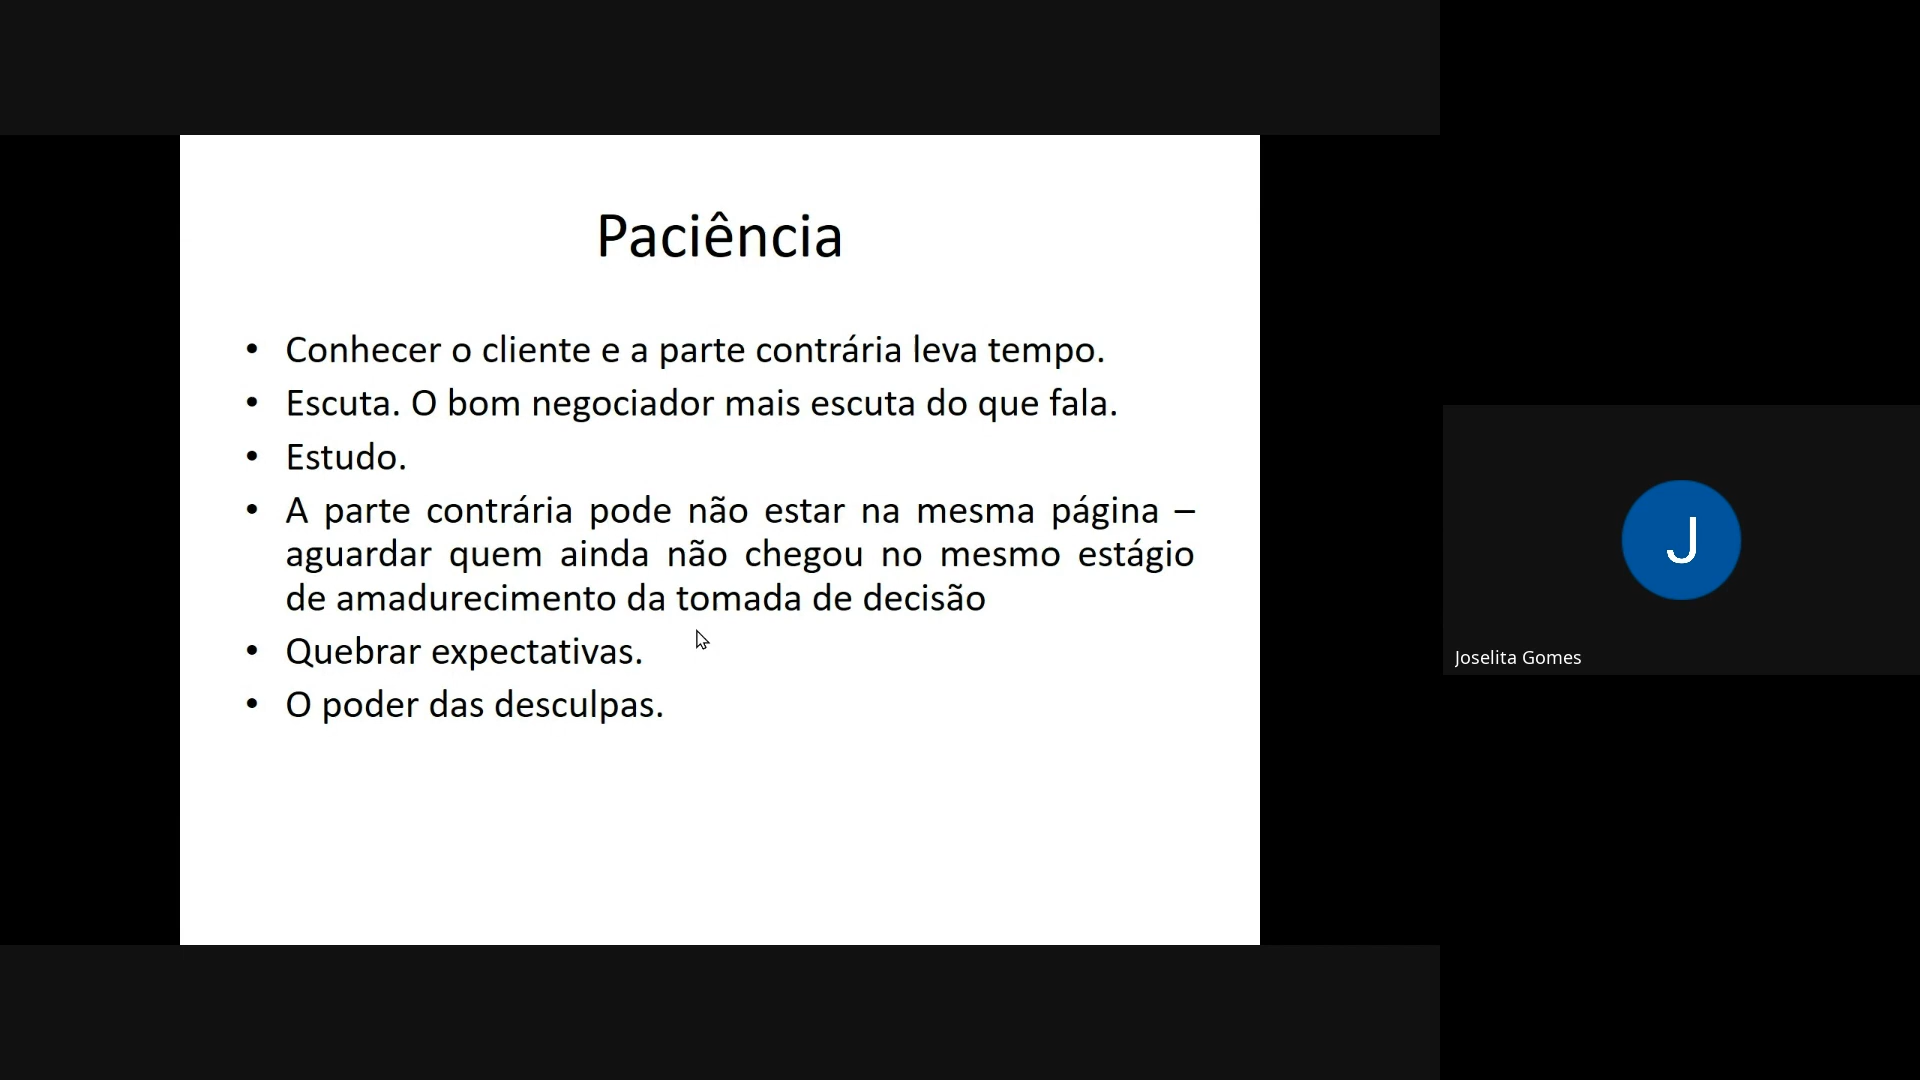 Paciência
• Conhecer o cliente e a parte contrária leva tempo.
• Escuta. O bom negociador mais escuta do que fala.
• Estudo.
• A parte contrária pode não estar na mesma página –
aguardar quem ainda não chegou no mesmo estágio
de amadurecimento da tomada de decisão
• Quebrar expectativas.
• O poder das desculpas.
J
Joselita Gomes